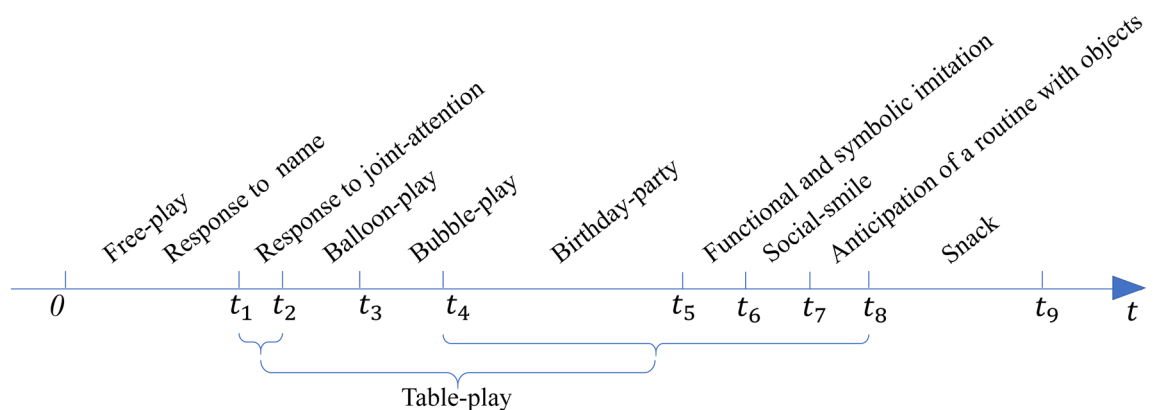 Free-play
Response to name
Response to joint-attention
Balloon-play
Bubble-play
Birthday-party
Functional and symbolic imitation
Social-smile
Anticipation of a routine with objects
Snack
0 t₁ t₂ t₃ t₄ t₅ t₆ t₇ t₈ t₉ t
Table-play